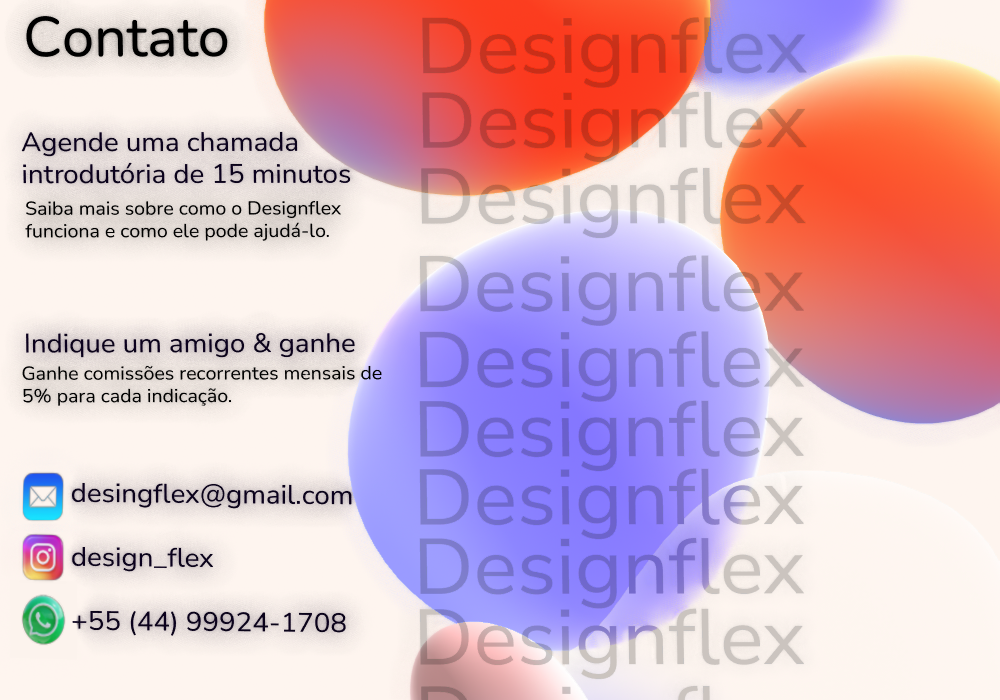 Contato
Agende uma chamada
introdutória de 15 minutos
Saiba mais sobre como o Designflex
funciona e como ele pode ajudá-lo.
Indique um amigo & ganhe
Ganhe comissões recorrentes mensais de
5% para cada indicação.
desingflex@gmail.com
design_flex
+55 (44) 99924-1708
Designflex
Designflex
Designflex
Designflex
Designflex
Designflex
Designflex
Designflex
Designflex